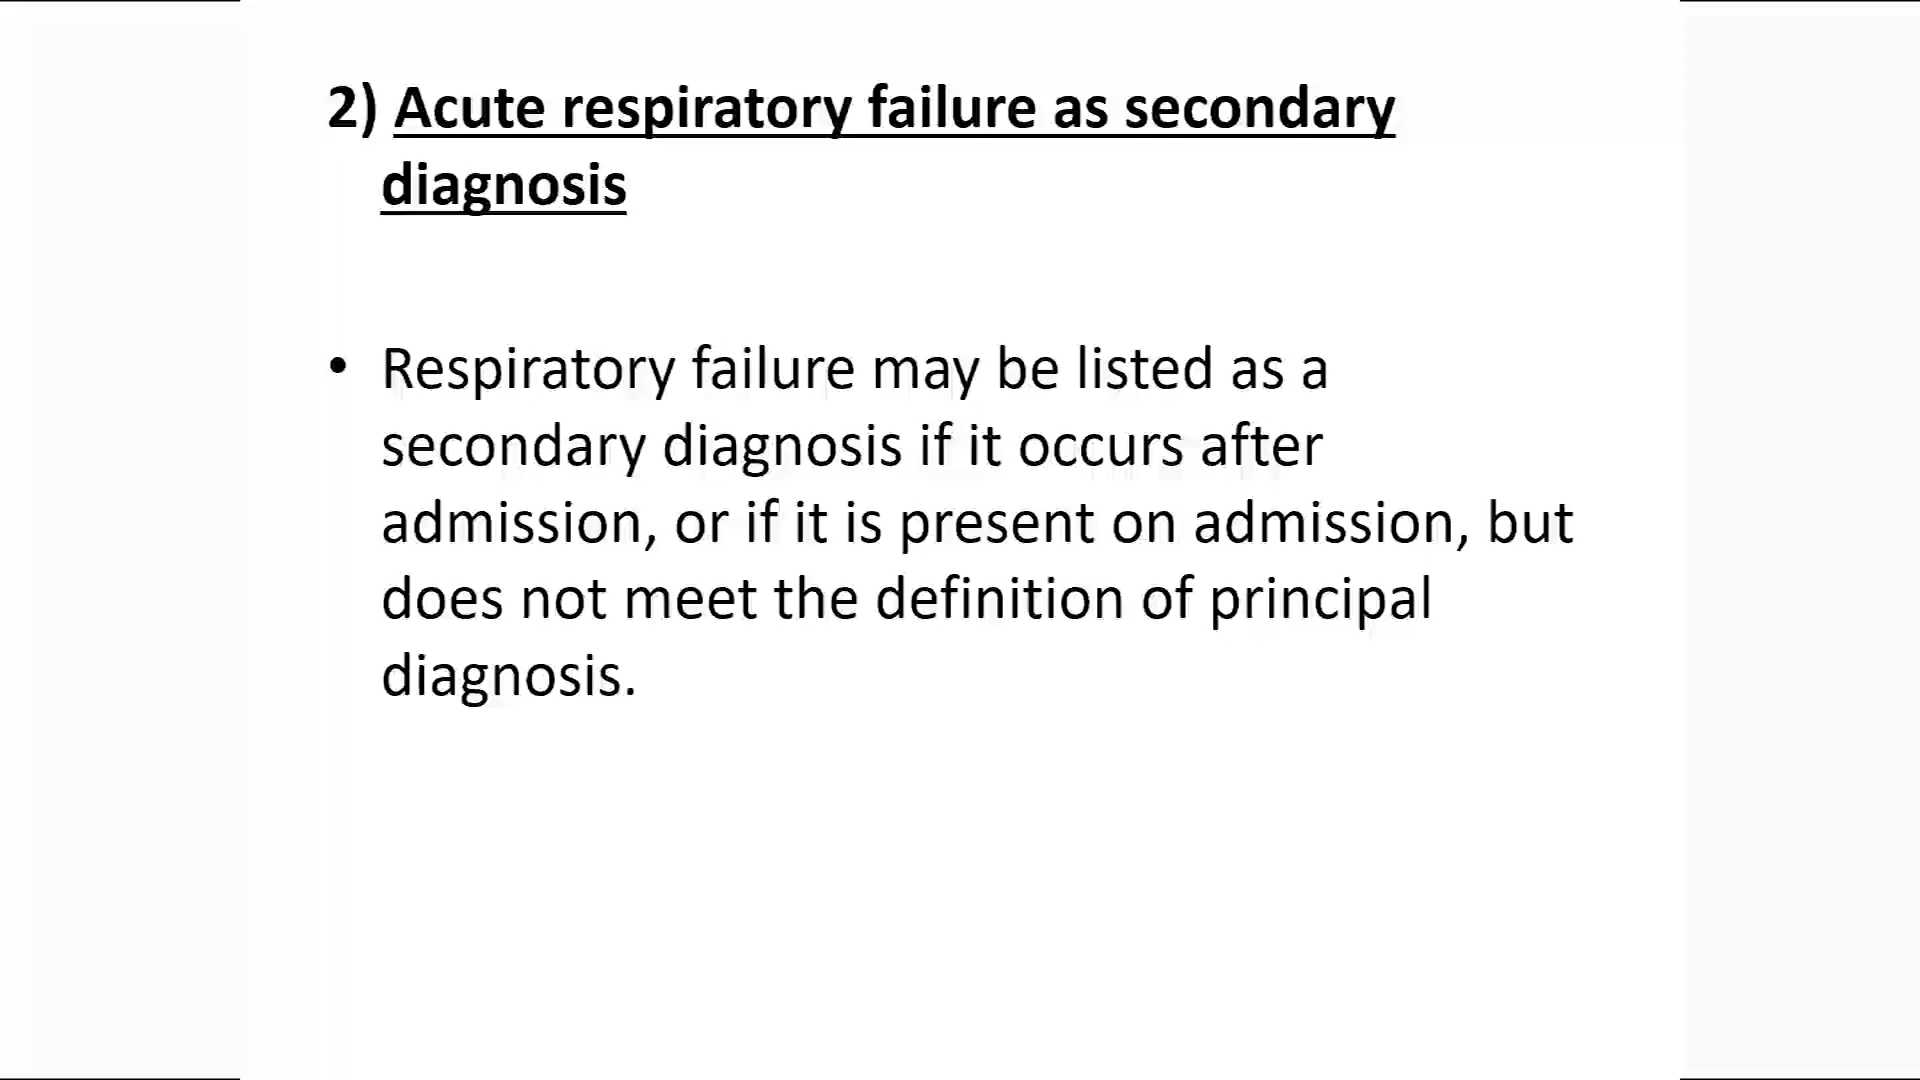 2) Acute respiratory failure as secondary
diagnosis
• Respiratory failure may be listed as a
secondary diagnosis if it occurs after
admission, or if it is present on admission, but
does not meet the definition of principal
diagnosis.